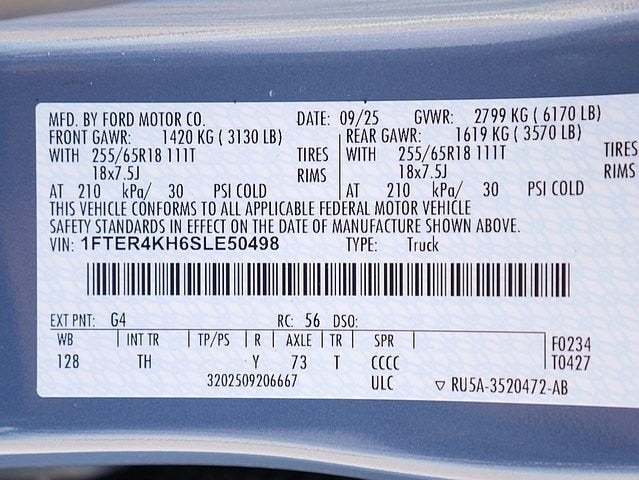 MFD. BY FORD MOTOR CO. DATE: 09/25 GVWR: 2799 KG ( 6170 LB)
FRONT GAWR: 1420 KG ( 3130 LB) REAR GAWR: 1619 KG ( 3570 LB)
WITH 255/65R18 111T TIRES WITH 255/65R18 111T TIRES
18x7.5J RIMS 18x7.5J RIMS
AT 210 kPa/ 30 PSI COLD AT 210 kPa/ 30 PSI COLD
THIS VEHICLE CONFORMS TO ALL APPLICABLE FEDERAL MOTOR VEHICLE
SAFETY STANDARDS IN EFFECT ON THE DATE OF MANUFACTURE SHOWN ABOVE.
VIN: 1FTER4KH6SLE50498 TYPE: Truck
EXT PNT: G4 RC: 56 DSO:
WB INT TR TP/PS R AXLE TR SPR F0234
128 TH Y 73 T CCCC T0427
3202509206667 ULC ▽ RU5A-3520472-AB